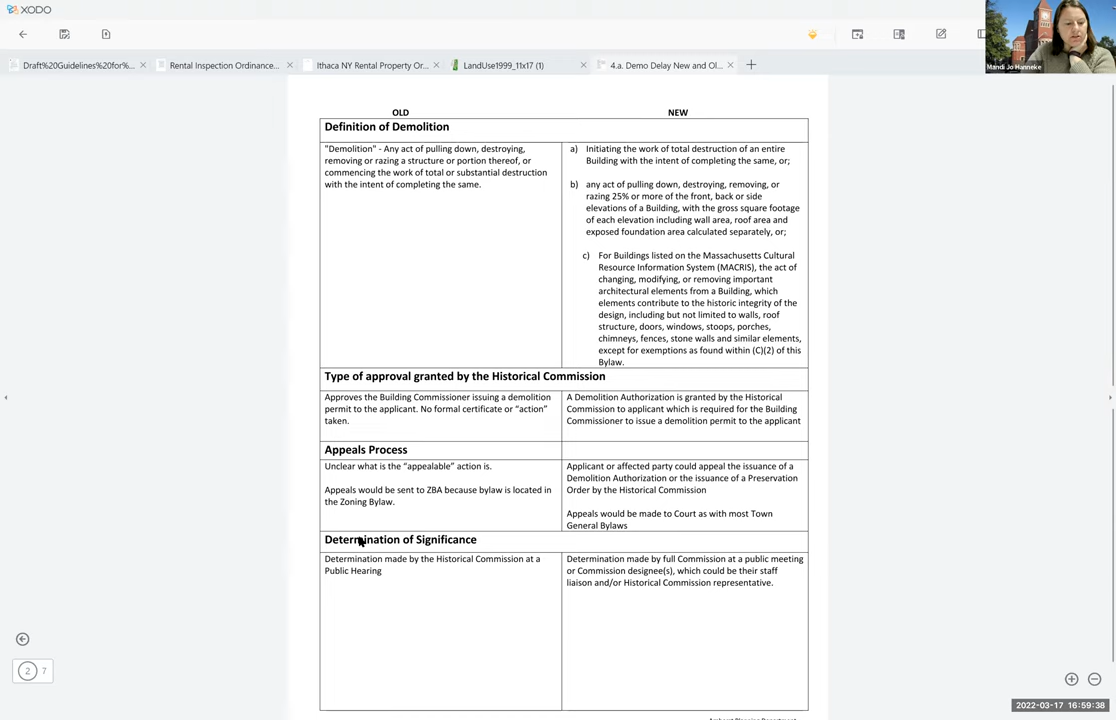 XODO
Draft%20Guidelines%20for%...
Rental Inspection Ordinance...
Ithaca NY Rental Property Or...
LandUse1999_11x17 (1)
4.a. Demo Delay New and Ol...
Mandi Jo Hanneke
OLD
NEW
Definition of Demolition
"Demolition" - Any act of pulling down, destroying,
removing or razing a structure or portion thereof, or
commencing the work of total or substantial destruction
with the intent of completing the same.
a) Initiating the work of total destruction of an entire
Building with the intent of completing the same, or;
b) any act of pulling down, destroying, removing, or
razing 25% or more of the front, back or side
elevations of a Building, with the gross square footage
of each elevation including wall area, roof area and
exposed foundation area calculated separately, or;
c) For Buildings listed on the Massachusetts Cultural
Resource Information System (MACRIS), the act of
changing, modifying, or removing important
architectural elements from a Building, which
elements contribute to the historic integrity of the
design, including but not limited to walls, roof
structure, doors, windows, stoops, porches,
chimneys, fences, stone walls and similar elements,
except for exemptions as found within (C)(2) of this
Bylaw.
Type of approval granted by the Historical Commission
Approves the Building Commissioner issuing a demolition
permit to the applicant. No formal certificate or "action"
taken.
A Demolition Authorization is granted by the Historical
Commission to applicant which is required for the Building
Commissioner to issue a demolition permit to the applicant
Appeals Process
Unclear what is the "appealable" action is.
Appeals would be sent to ZBA because bylaw is located in
the Zoning Bylaw.
Applicant or affected party could appeal the issuance of a
Demolition Authorization or the issuance of a Preservation
Order by the Historical Commission
Appeals would be made to Court as with most Town
General Bylaws
Determination of Significance
Determination made by the Historical Commission at a
Public Hearing
Determination made by full Commission at a public meeting
or Commission designee(s), which could be their staff
liaison and/or Historical Commission representative.
2 7
Amherst Planning Department
2022-03-17 16:59:38